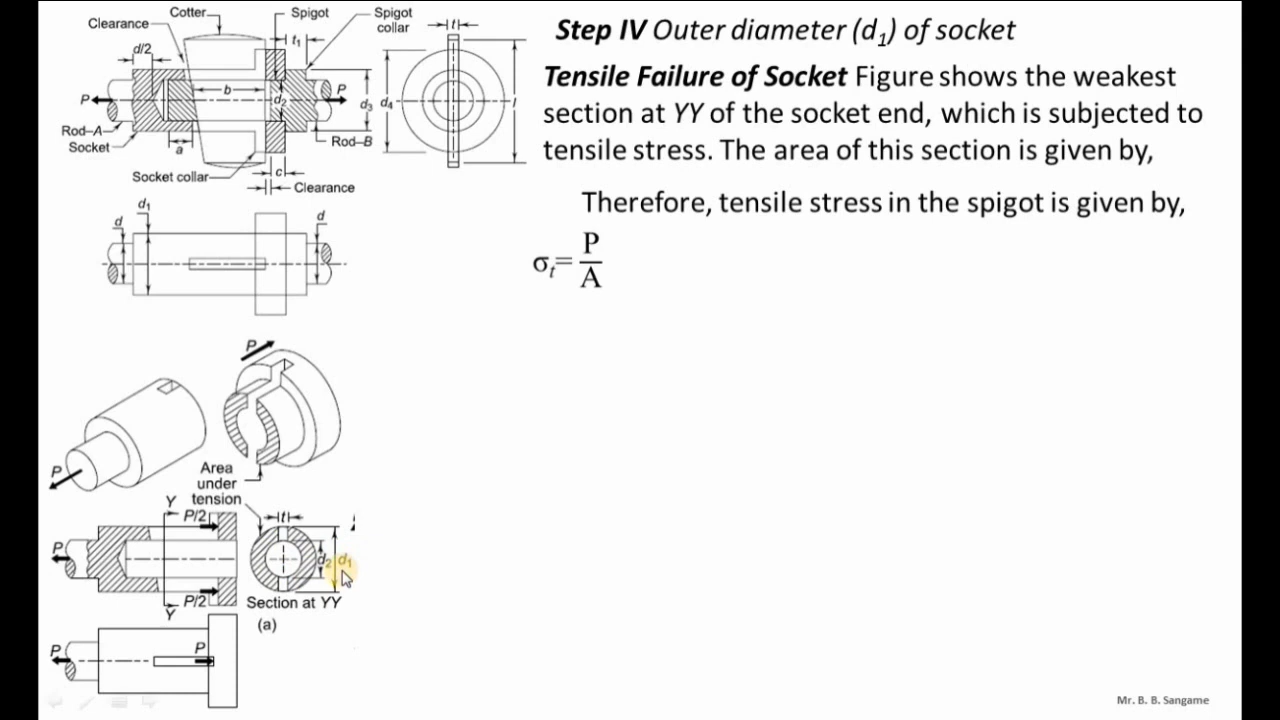 Step IV Outer diameter (d1) of socket
Tensile Failure of Socket Figure shows the weakest
section at YY of the socket end, which is subjected to
tensile stress. The area of this section is given by,
Therefore, tensile stress in the spigot is given by,
σt= P
A
Cotter
Spigot
Spigot
collar
Clearance
t
t1
d/2
P
b
d2
P
d3
d4
l
Rod–A
Socket
a
Rod–B
Socket collar
c
Clearance
d1
d
d
P
P
Area
under
tension
Y
P/2
t
P
d2
d1
P/2
Y
Section at YY
(a)
P
P
Mr. B. B. Sangame